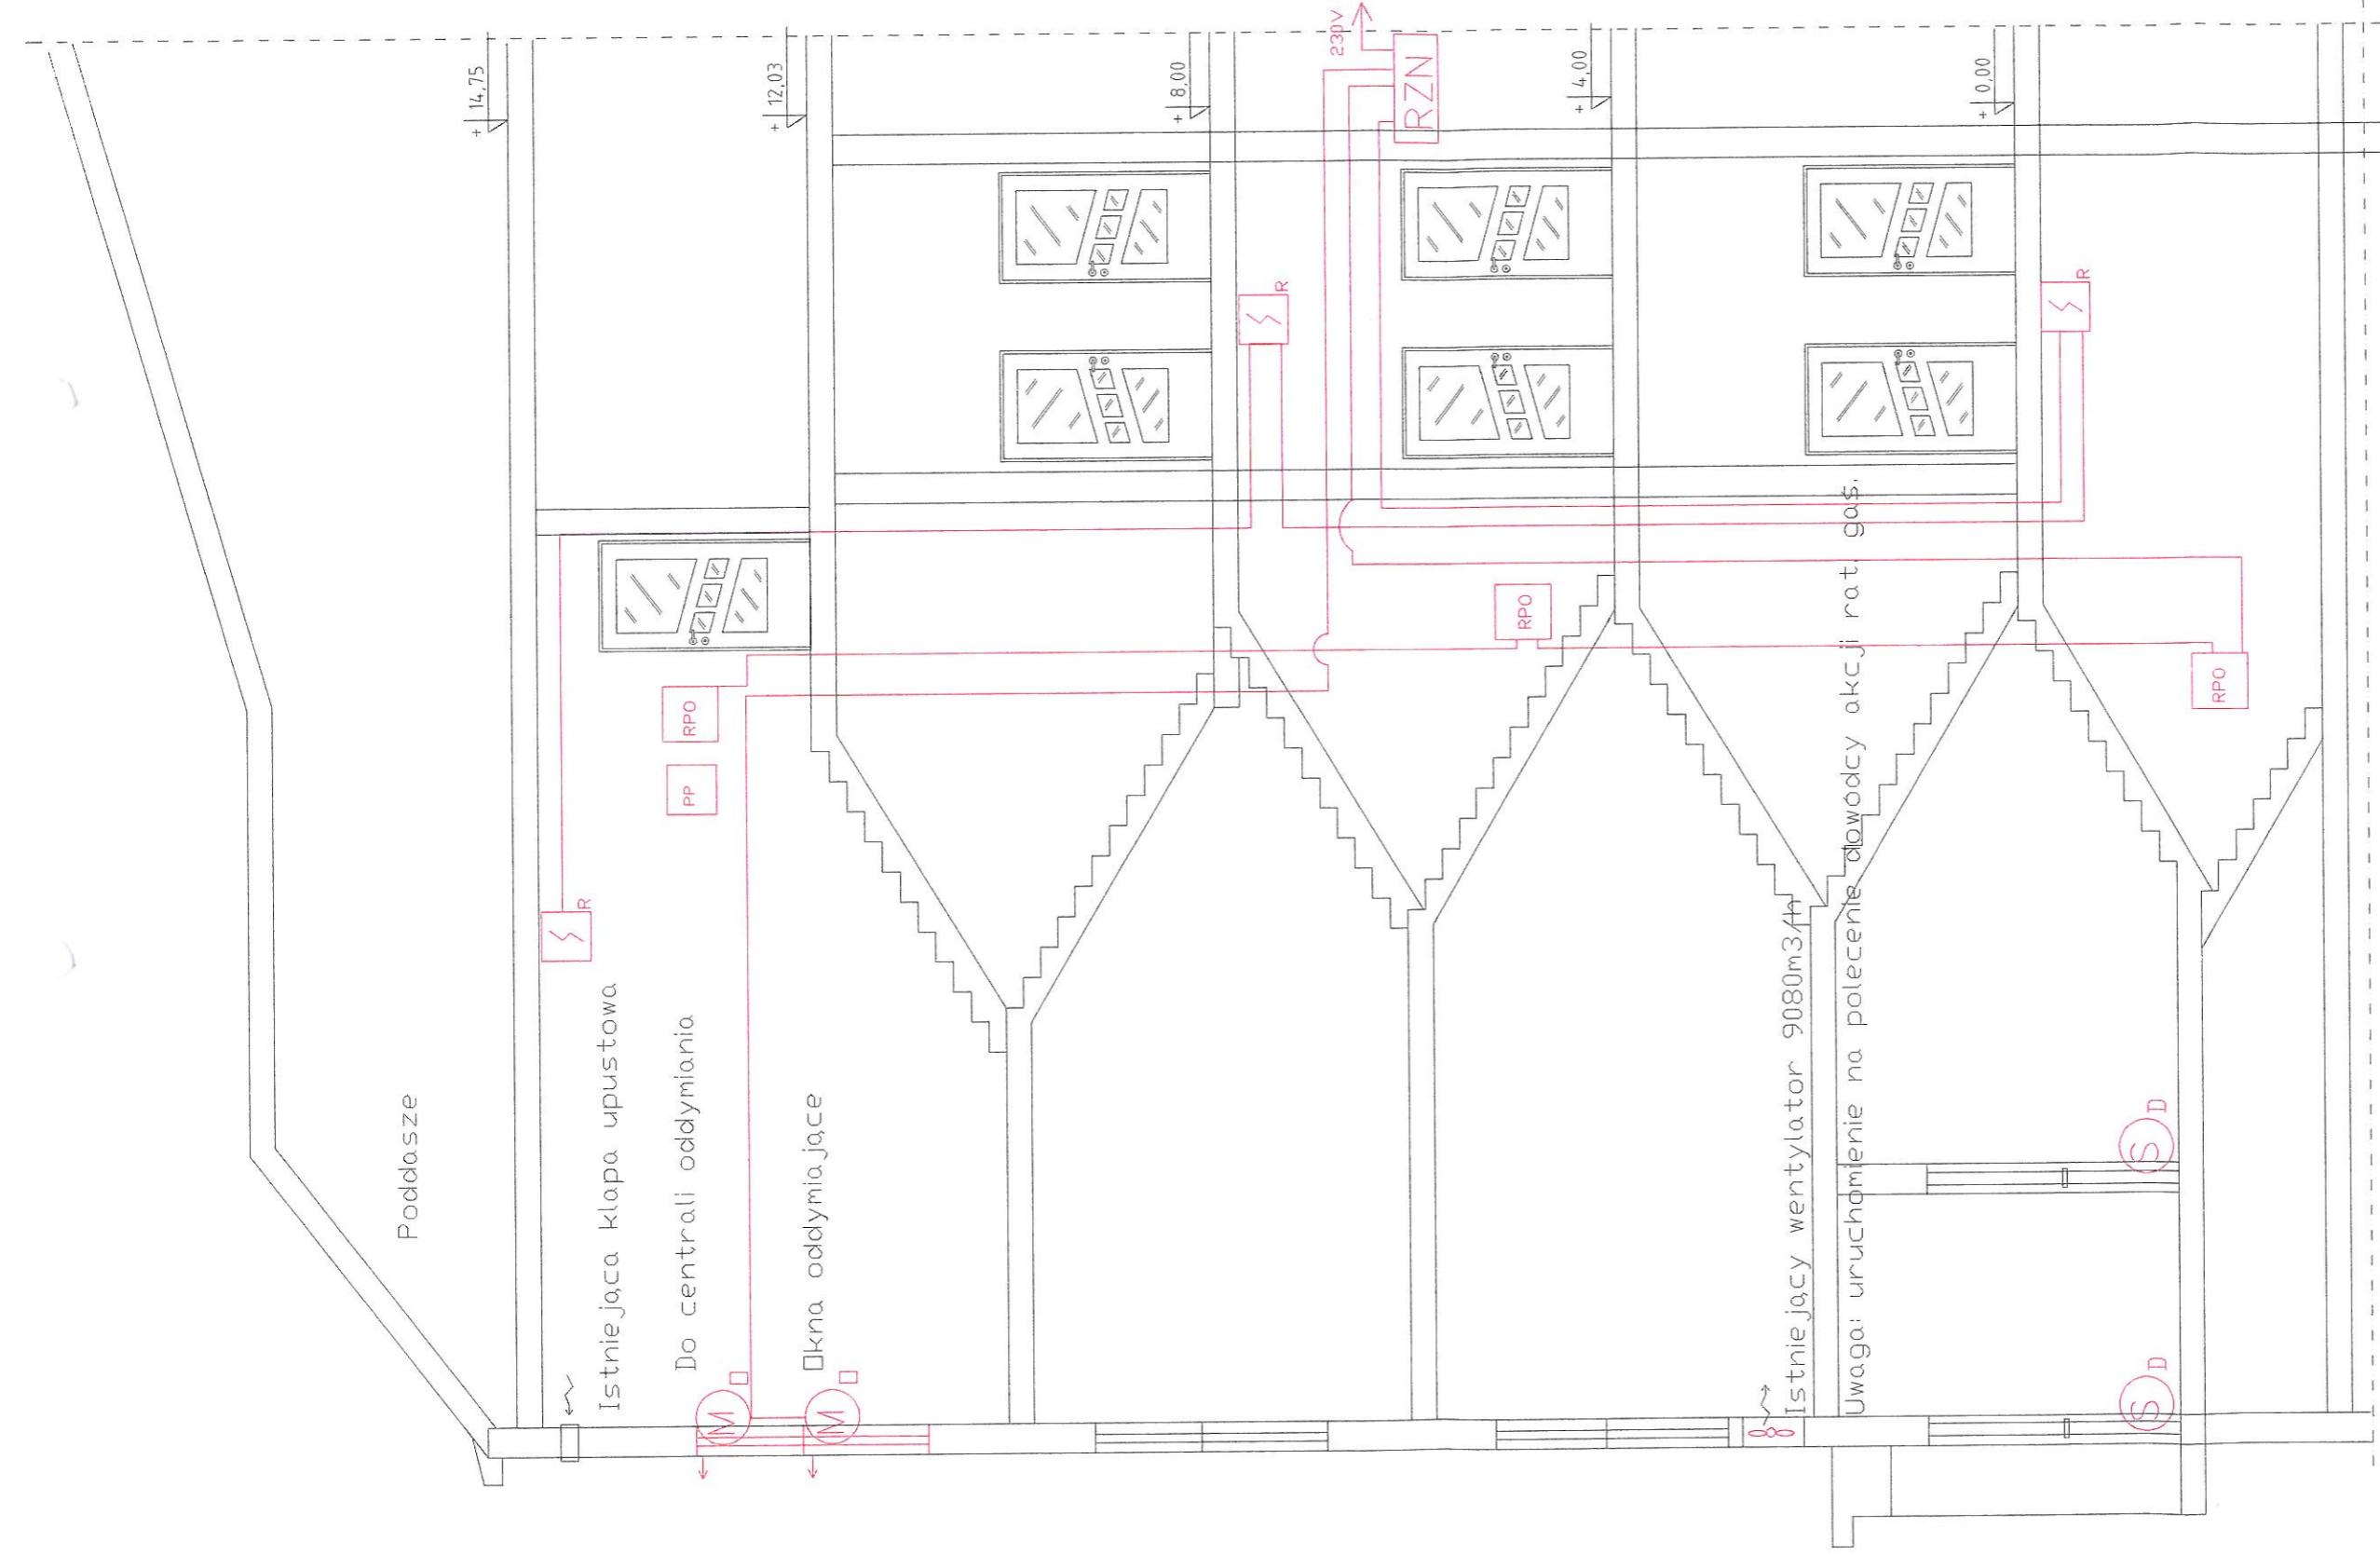 Poddasze
+ 14,75
Istniejąca klapa upustowa
R
Do centrali oddymiania
PP
RPO
M
Okna oddymiające
M
+ 12,03
+ 8,00
R
230V
RZN
RPO
+ 4,00
Istniejący wentylator 9080m3/h
Uwaga: uruchomienie na polecenie dowódcy akcji rat. gaś.
+ 0,00
R
S D
S D
RPO